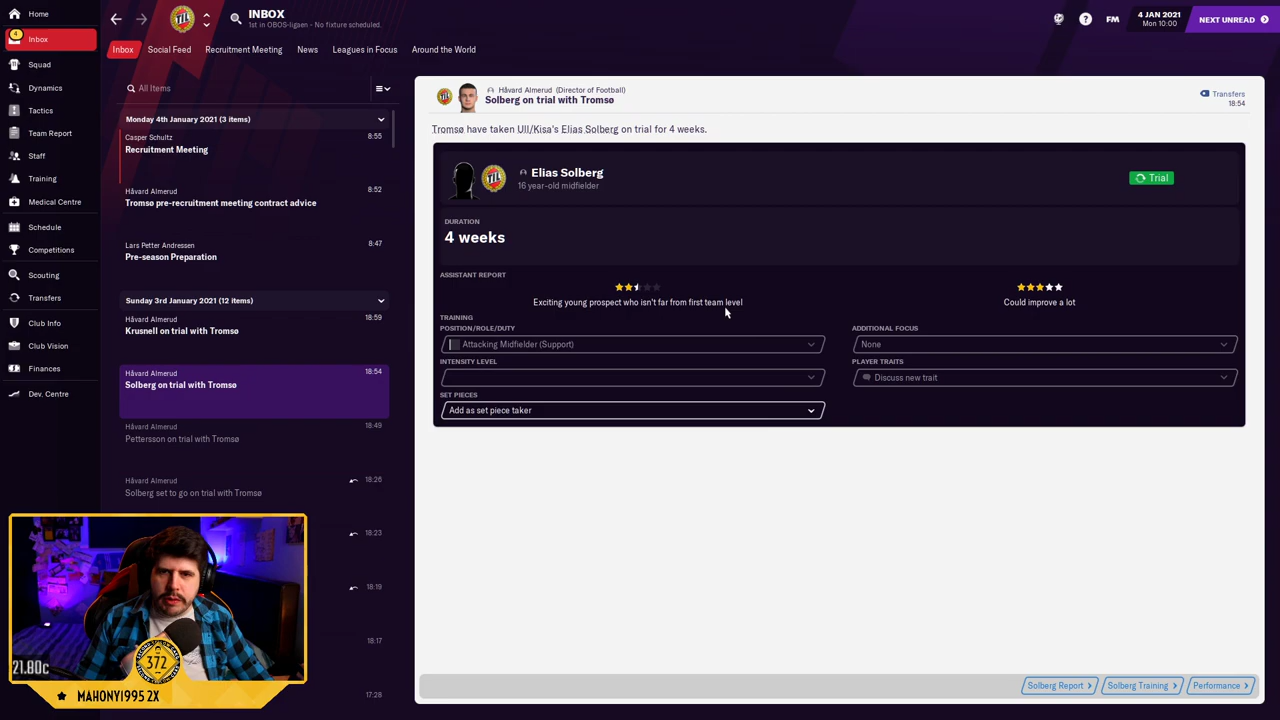 Home
Inbox
4
Squad
Dynamics
Tactics
Team Report
Staff
Training
Medical Centre
Schedule
Competitions
Scouting
Transfers
Club Info
Club Vision
Finances
Dev. Centre
TIL
INBOX
1st in OBOS-ligaen - No fixture scheduled.
?
FM
4 JAN 2021
Mon 10:00
NEXT UNREAD
Inbox
Social Feed
Recruitment Meeting
News
Leagues in Focus
Around the World
All Items
Monday 4th January 2021 (3 items)
Casper Schultz
8:55
Recruitment Meeting
Håvard Almerud
8:52
Tromsø pre-recruitment meeting contract advice
Lars Petter Andressen
8:47
Pre-season Preparation
Sunday 3rd January 2021 (12 items)
Håvard Almerud
18:59
Krusnell on trial with Tromsø
Håvard Almerud
18:54
Solberg on trial with Tromsø
Håvard Almerud
18:49
Pettersson on trial with Tromsø
Håvard Almerud
18:26
Solberg set to go on trial with Tromsø
18:23
18:19
18:17
17:28
TIL
Håvard Almerud (Director of Football)
Solberg on trial with Tromsø
Transfers
18:54
Tromsø have taken Ull/Kisa's Elias Solberg on trial for 4 weeks.
TIL
Elias Solberg
16 year-old midfielder
Trial
DURATION
4 weeks
ASSISTANT REPORT
Exciting young prospect who isn't far from first team level
Could improve a lot
TRAINING
POSITION/ROLE/DUTY
Attacking Midfielder (Support)
ADDITIONAL FOCUS
None
INTENSITY LEVEL
PLAYER TRAITS
Discuss new trait
SET PIECES
Add as set piece taker
Solberg Report
Solberg Training
Performance
21.80c
372
MAHONY1995 2X